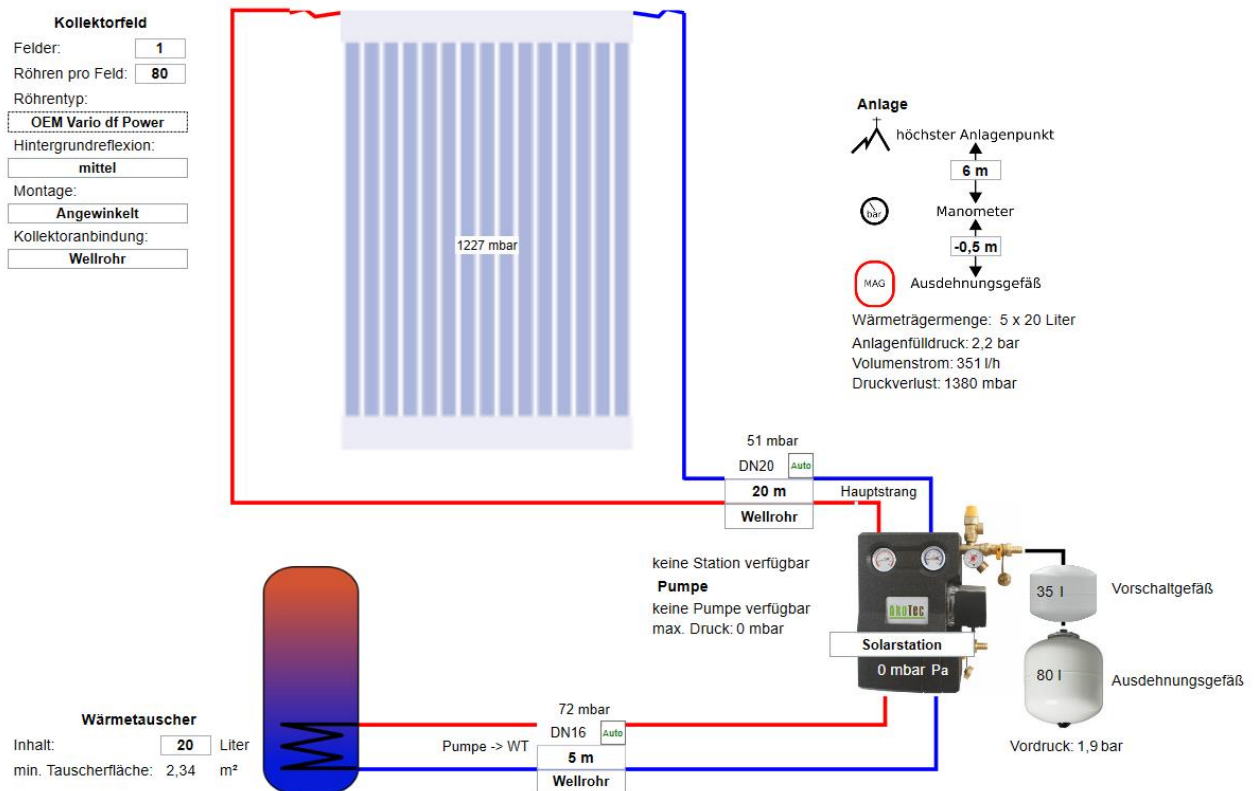 Kollektorfeld
Felder: 1
Röhren pro Feld: 80
Röhrentyp:
OEM Vario df Power
Hintergrundreflexion:
mittel
Montage:
Angewinkelt
Kollektoranbindung:
Wellrohr
1227 mbar
Anlage
höchster Anlagenpunkt
6 m
bar
Manometer
-0,5 m
MAG
Ausdehnungsgefäß
Wärmeträgermenge: 5 x 20 Liter
Anlagenfülldruck: 2,2 bar
Volumenstrom: 351 l/h
Druckverlust: 1380 mbar
51 mbar
DN20 Auto
20 m
Hauptstrang
Wellrohr
keine Station verfügbar
Pumpe
keine Pumpe verfügbar
max. Druck: 0 mbar
AkoTec
Solarstation
0 mbar Pa
35 l
Vorschaltgefäß
80 l
Ausdehnungsgefäß
Vordruck: 1,9 bar
72 mbar
DN16 Auto
Pumpe -> WT
5 m
Wellrohr
Wärmetauscher
Inhalt: 20 Liter
min. Tauscherfläche: 2,34 m²